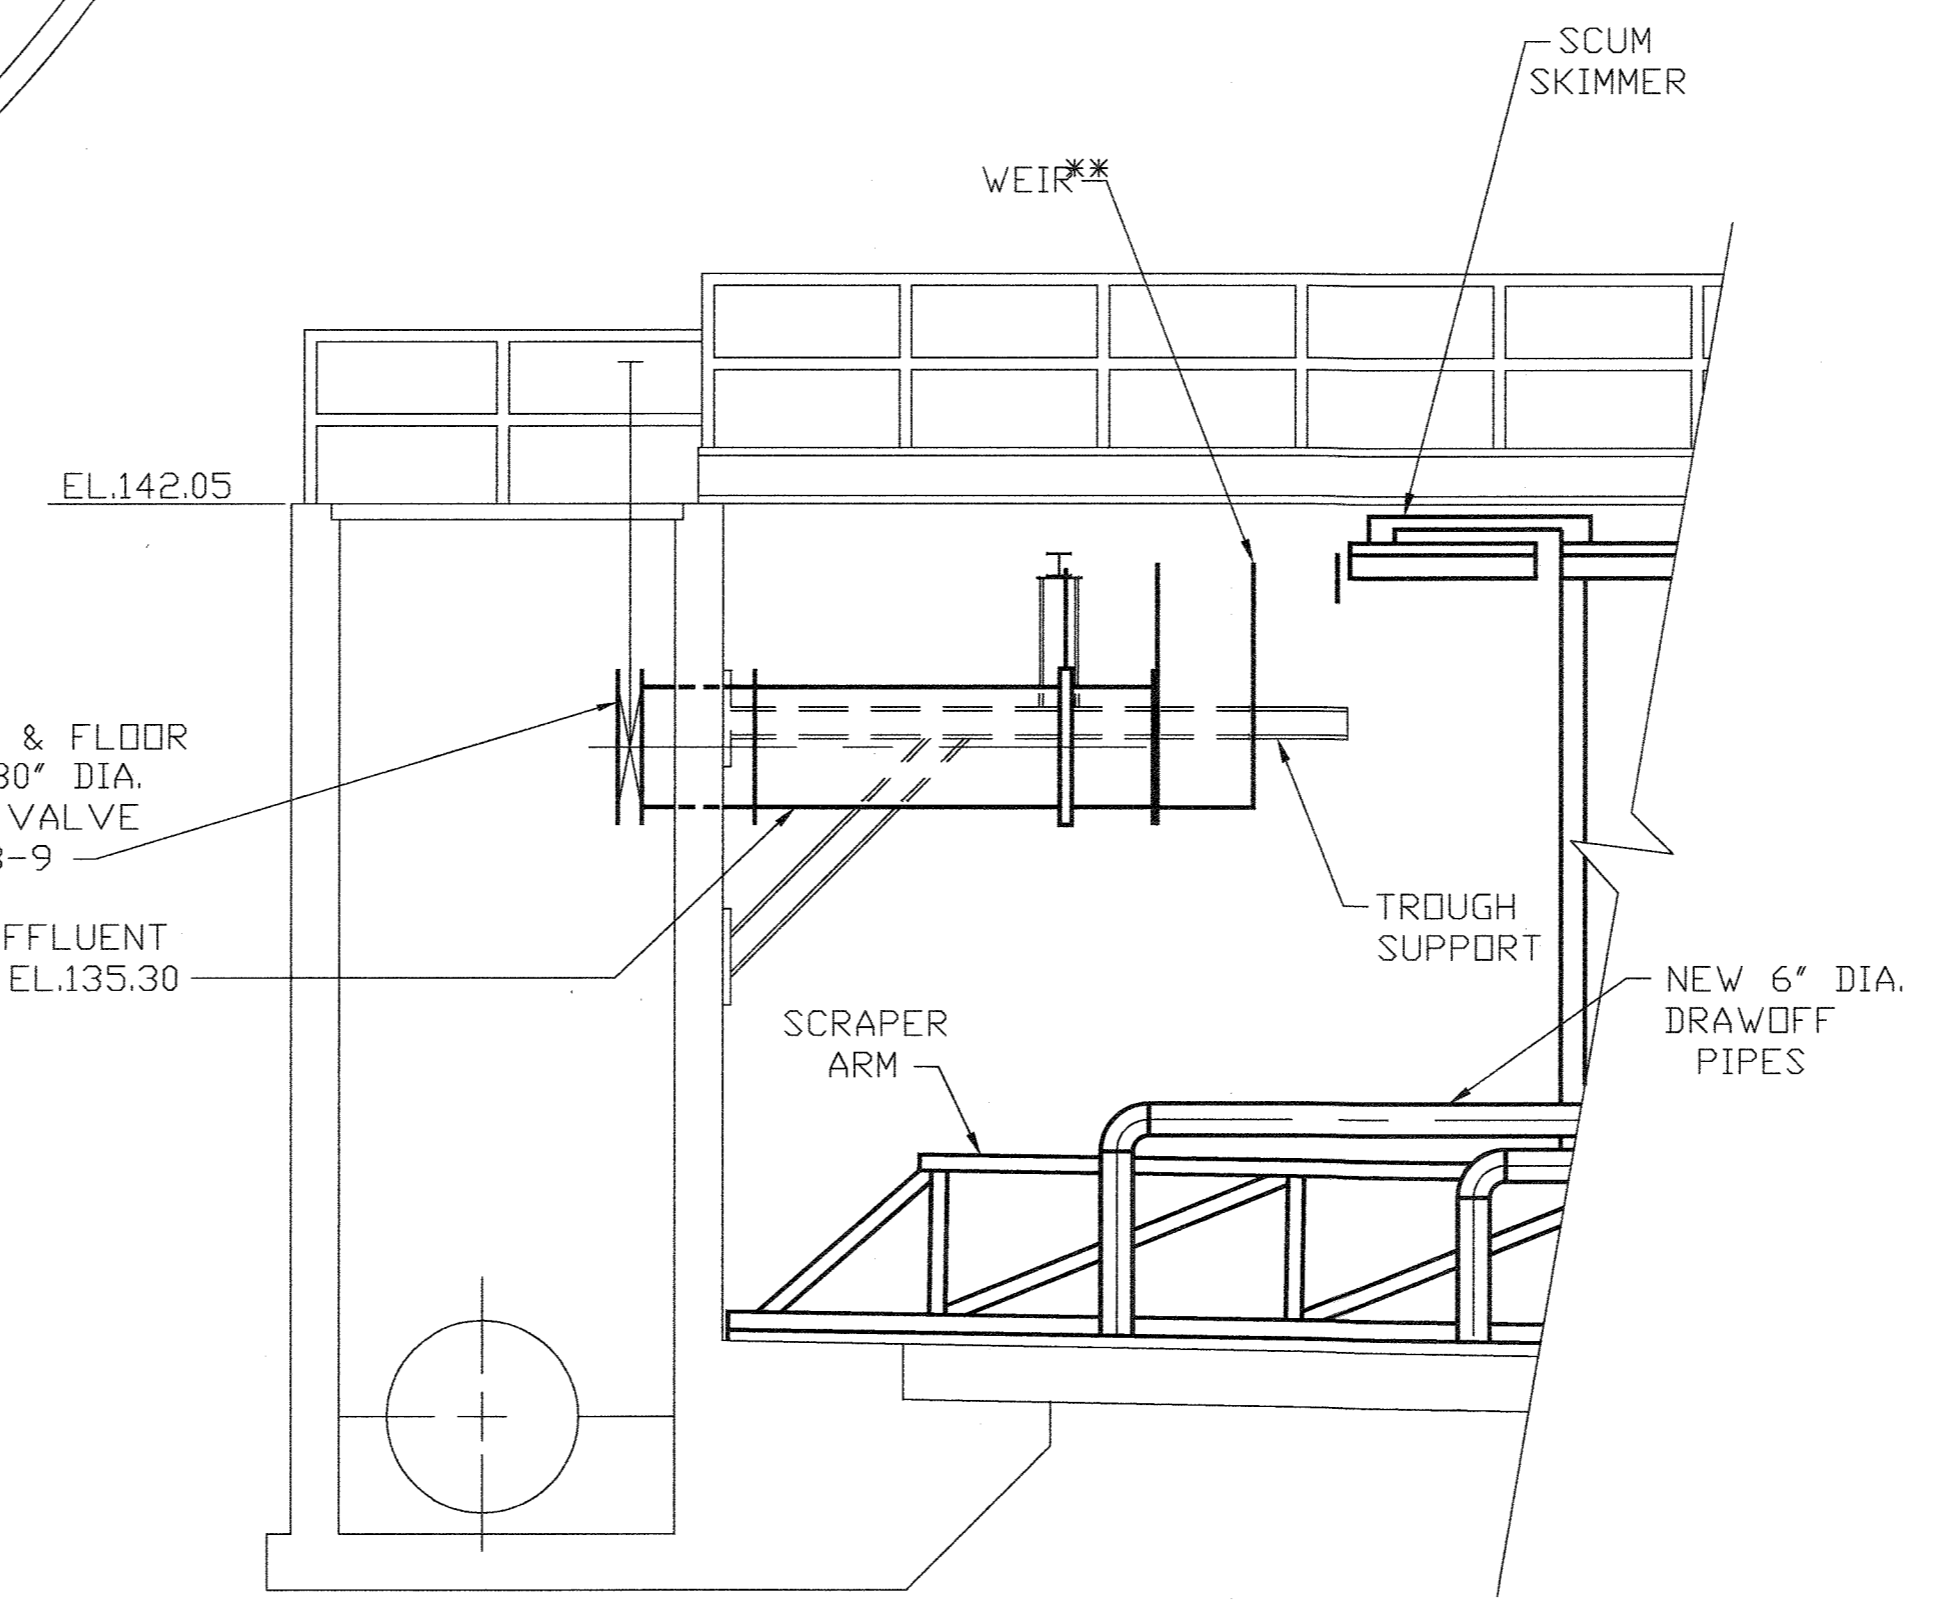 SCUM
SKIMMER
WEIR**
EL.142.05
& FLOOR
30" DIA.
VALVE
-9
FFLUENT
EL.135.30
TROUGH
SUPPORT
SCRAPER
ARM
NEW 6" DIA.
DRAWOFF
PIPES